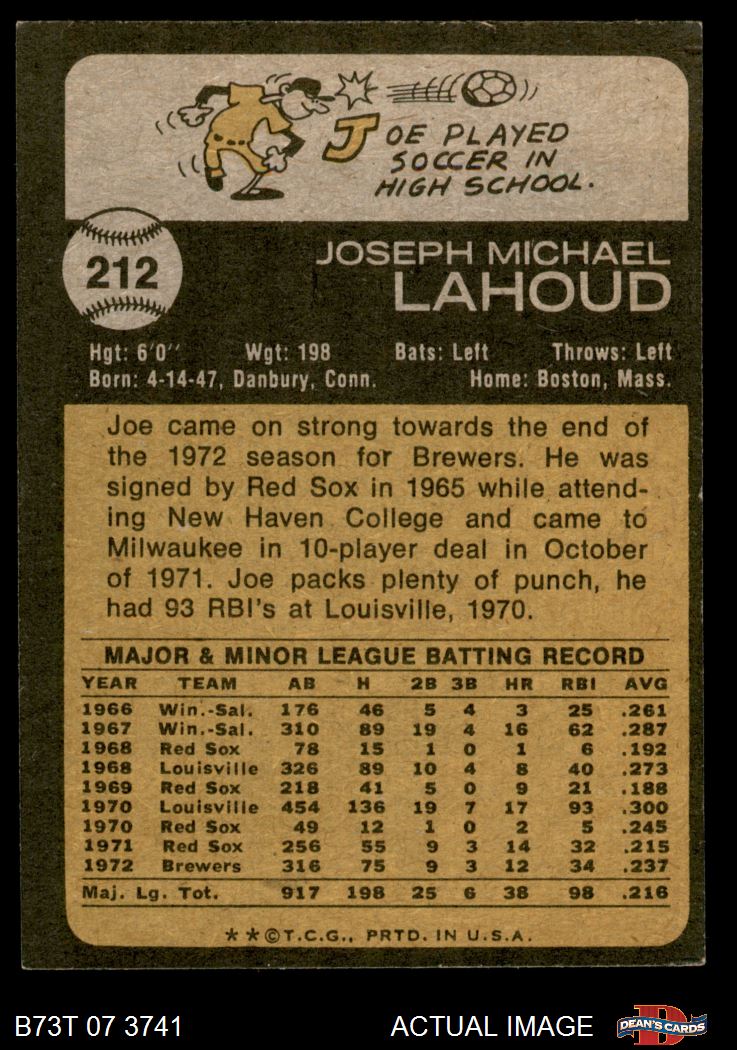 JOE PLAYED
SOCCER IN
HIGH SCHOOL.
212
JOSEPH MICHAEL
LAHOUD
Hgt: 6'0" Wgt: 198 Bats: Left Throws: Left
Born: 4-14-47, Danbury, Conn. Home: Boston, Mass.
Joe came on strong towards the end of
the 1972 season for Brewers. He was
signed by Red Sox in 1965 while attend-
ing New Haven College and came to
Milwaukee in 10-player deal in October
of 1971. Joe packs plenty of punch, he
had 93 RBI's at Louisville, 1970.
MAJOR & MINOR LEAGUE BATTING RECORD
YEAR TEAM AB H 2B 3B HR RBI AVG
1966 Win.-Sal. 176 46 5 4 3 25 .261
1967 Win.-Sal. 310 89 19 4 16 62 .287
1968 Red Sox 78 15 1 0 1 6 .192
1968 Louisville 326 89 10 4 8 40 .273
1969 Red Sox 218 41 5 0 9 21 .188
1970 Louisville 454 136 19 7 17 93 .300
1970 Red Sox 49 12 1 0 2 5 .245
1971 Red Sox 256 55 9 3 14 32 .215
1972 Brewers 316 75 9 3 12 34 .237
Maj. Lg. Tot. 917 198 25 6 38 98 .216
★★©T.C.G., PRTD. IN U.S.A.
B73T 07 3741 ACTUAL IMAGE D DEAN'S CARDS